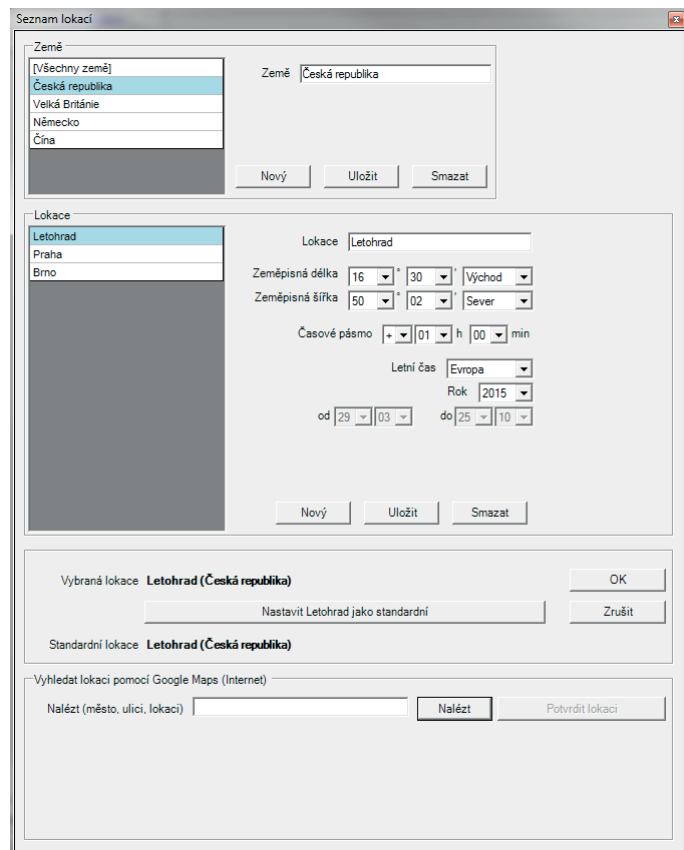 Seznam lokací
Země
[Všechny země]
Česká republika
Velká Británie
Německo
Čína
Země Česká republika
Nový Uložit Smazat
Lokace
Letohrad
Praha
Brno
Lokace Letohrad
Zeměpisná délka 16 ° 30 ' Východ
Zeměpisná šířka 50 ° 02 ' Sever
Časové pásmo + 01 h 00 min
Letní čas Evropa
Rok 2015
od 29 03 do 25 10
Nový Uložit Smazat
Vybraná lokace Letohrad (Česká republika) OK
Nastavit Letohrad jako standardní Zrušit
Standardní lokace Letohrad (Česká republika)
Vyhledat lokaci pomocí Google Maps (Internet)
Nalézt (město, ulici, lokaci) Nalézt Potvrdit lokaci